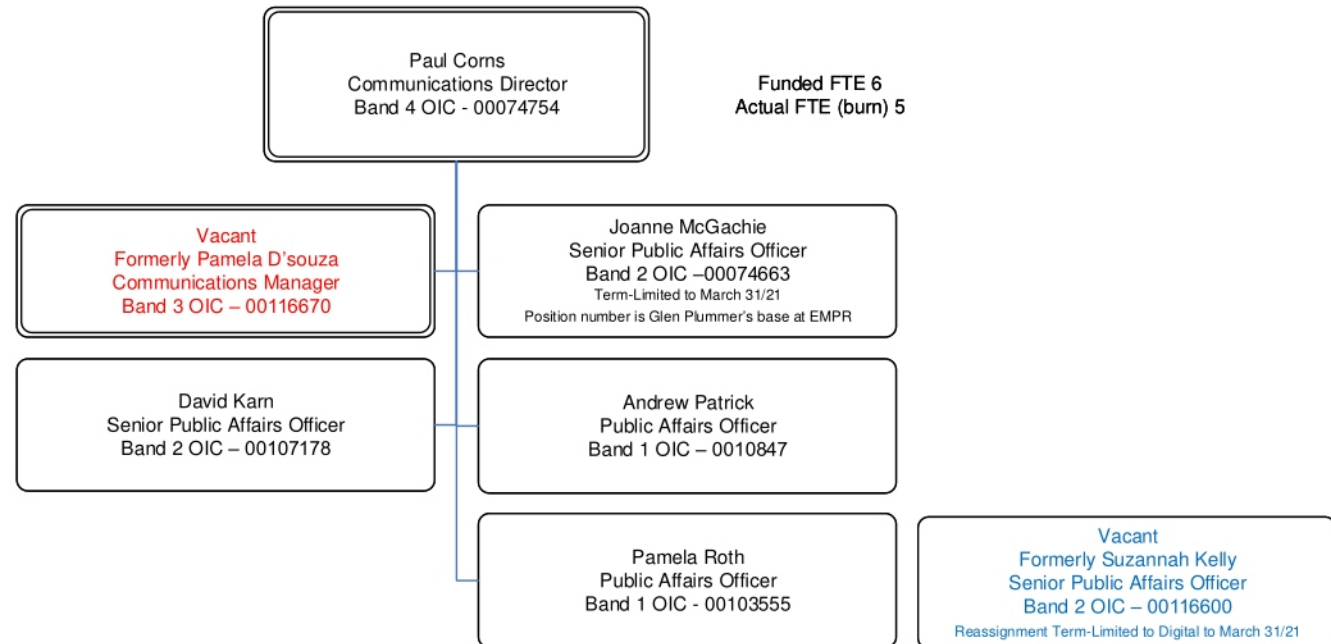 Paul Corns
Communications Director
Band 4 OIC - 00074754
Funded FTE 6
Actual FTE (burn) 5
Vacant
Formerly Pamela D’souza
Communications Manager
Band 3 OIC – 00116670
Joanne McGachie
Senior Public Affairs Officer
Band 2 OIC –00074663
Term-Limited to March 31/21
Position number is Glen Plummer’s base at EMPR
David Karn
Senior Public Affairs Officer
Band 2 OIC – 00107178
Andrew Patrick
Public Affairs Officer
Band 1 OIC – 0010847
Pamela Roth
Public Affairs Officer
Band 1 OIC - 00103555
Vacant
Formerly Suzannah Kelly
Senior Public Affairs Officer
Band 2 OIC – 00116600
Reassignment Term-Limited to Digital to March 31/21